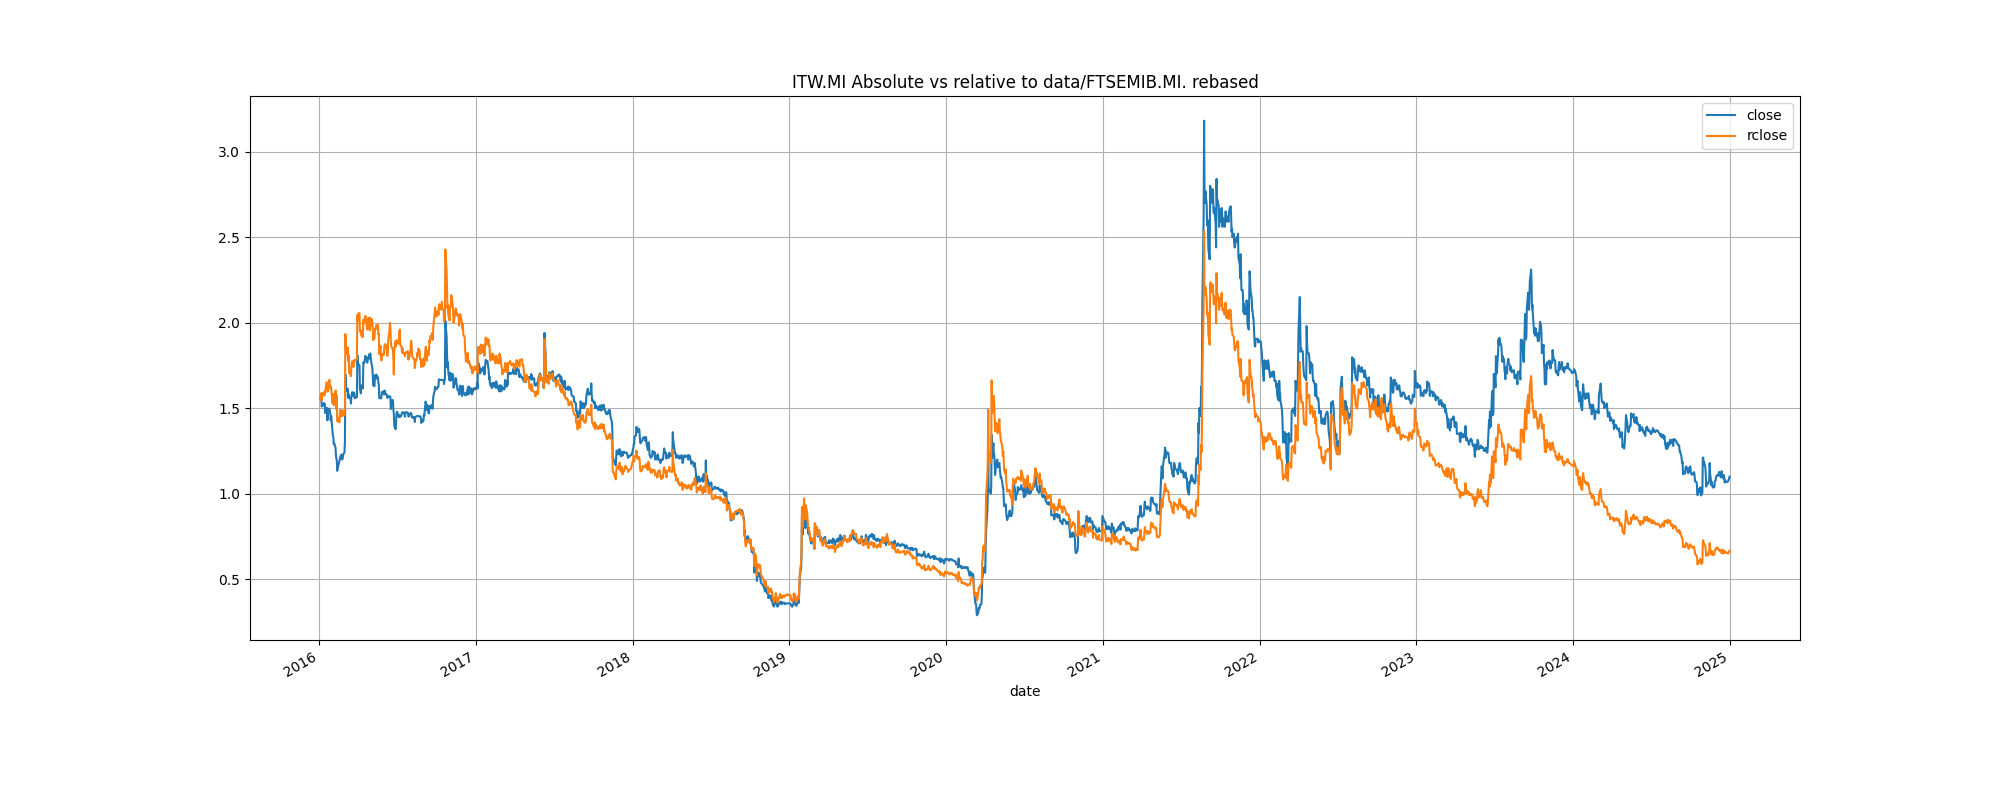 ITW.MI Absolute vs relative to data/FTSEMIB.MI. rebased
close
rclose
3.0
2.5
2.0
1.5
1.0
0.5
2016 2017 2018 2019 2020 2021 2022 2023 2024 2025
date